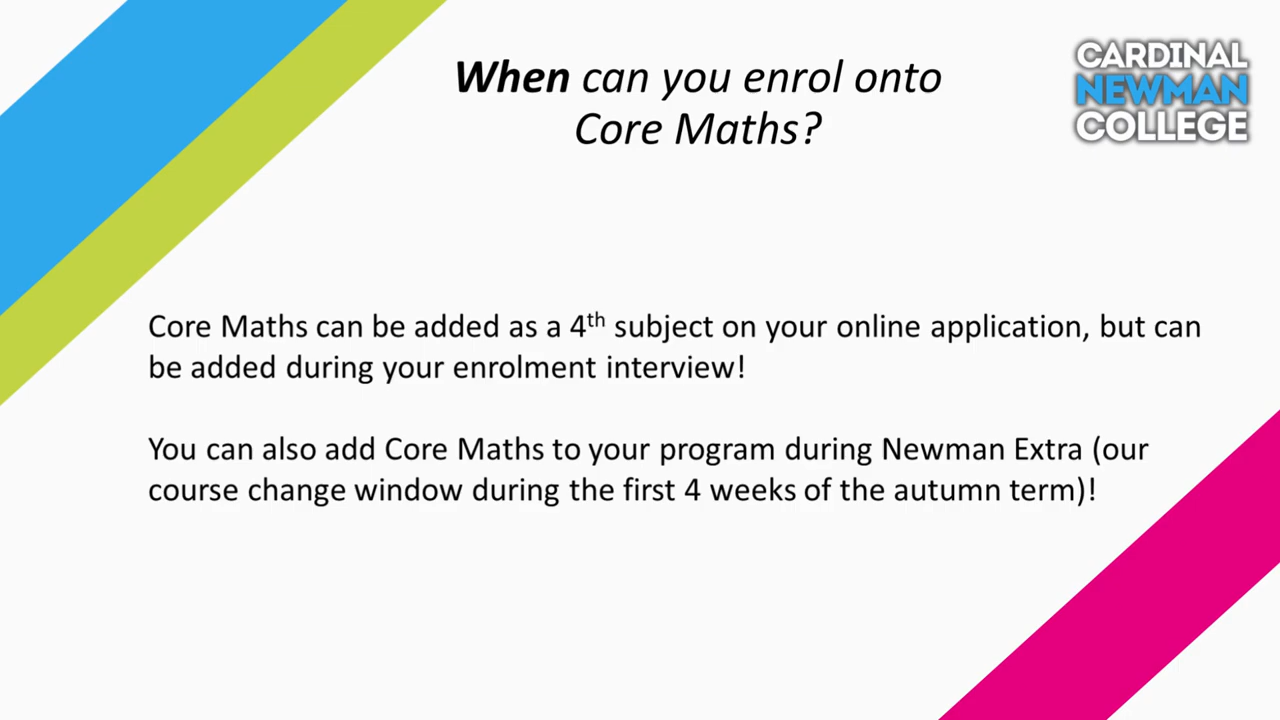 When can you enrol onto
Core Maths?
CARDINAL
NEWMAN
COLLEGE
Core Maths can be added as a 4th subject on your online application, but can
be added during your enrolment interview!
You can also add Core Maths to your program during Newman Extra (our
course change window during the first 4 weeks of the autumn term)!